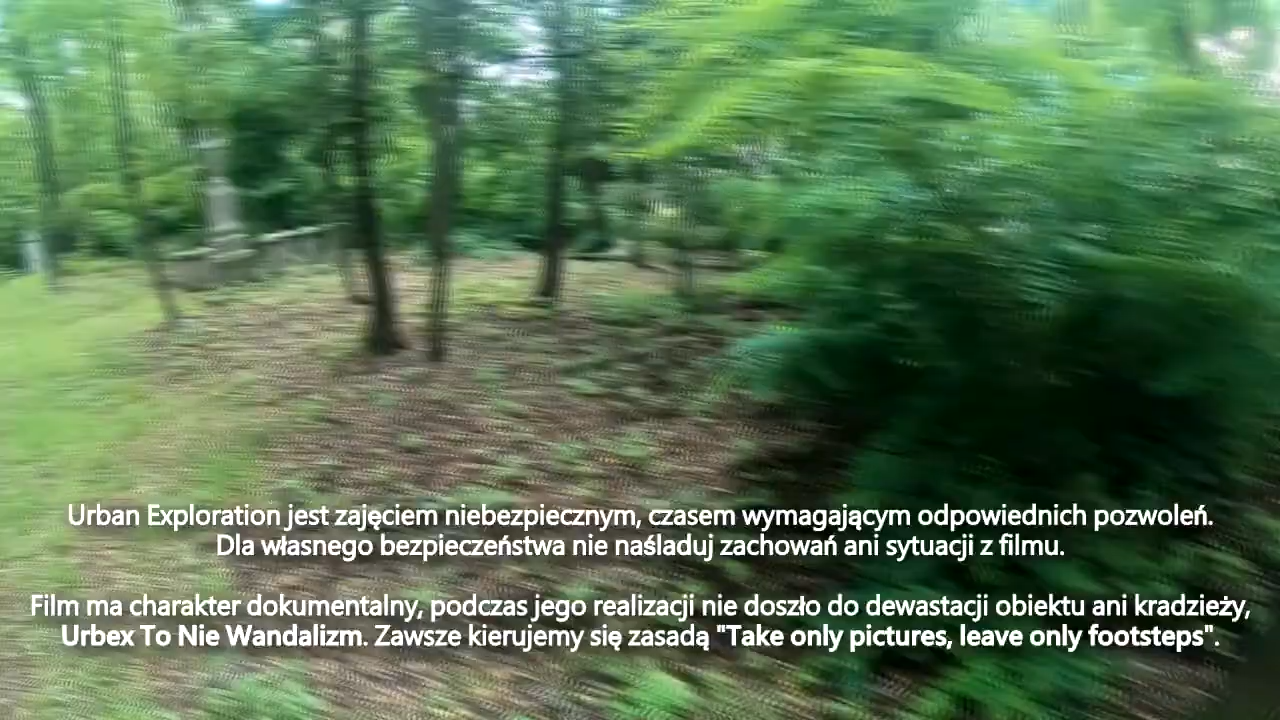 Urban Exploration jest zajęciem niebezpiecznym, czasem wymagającym odpowiednich pozwoleń.
Dla własnego bezpieczeństwa nie naśladuj zachowań ani sytuacji z filmu.
Film ma charakter dokumentalny, podczas jego realizacji nie doszło do dewastacji obiektu ani kradzieży,
Urbex To Nie Wandalizm. Zawsze kierujemy się zasadą "Take only pictures, leave only footsteps".